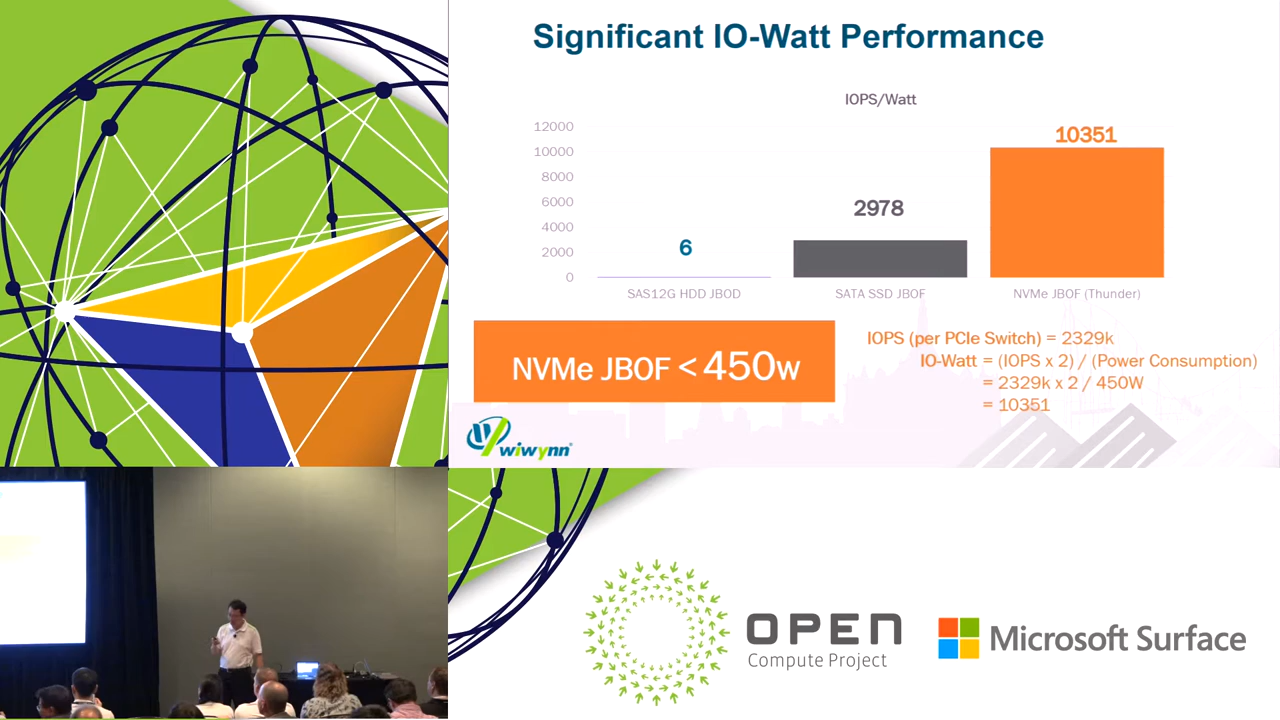 Significant IO-Watt Performance
IOPS/Watt
12000
10000
8000
6000
4000
2000
0
6
2978
10351
SAS12G HDD JBOD
SATA SSD JBOF
NVMe JBOF (Thunder)
NVMe JBOF < 450w
IOPS (per PCIe Switch) = 2329k
IO-Watt = (IOPS x 2) / (Power Consumption)
= 2329k x 2 / 450W
= 10351
wiwynn
OPEN
Compute Project
Microsoft Surface